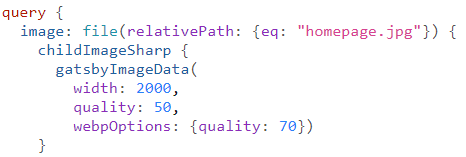 query {
  image: file(relativePath: {eq: "homepage.jpg"}) {
    childImageSharp {
      gatsbyImageData(
        width: 2000,
        quality: 50,
        webpOptions: {quality: 70})
    }